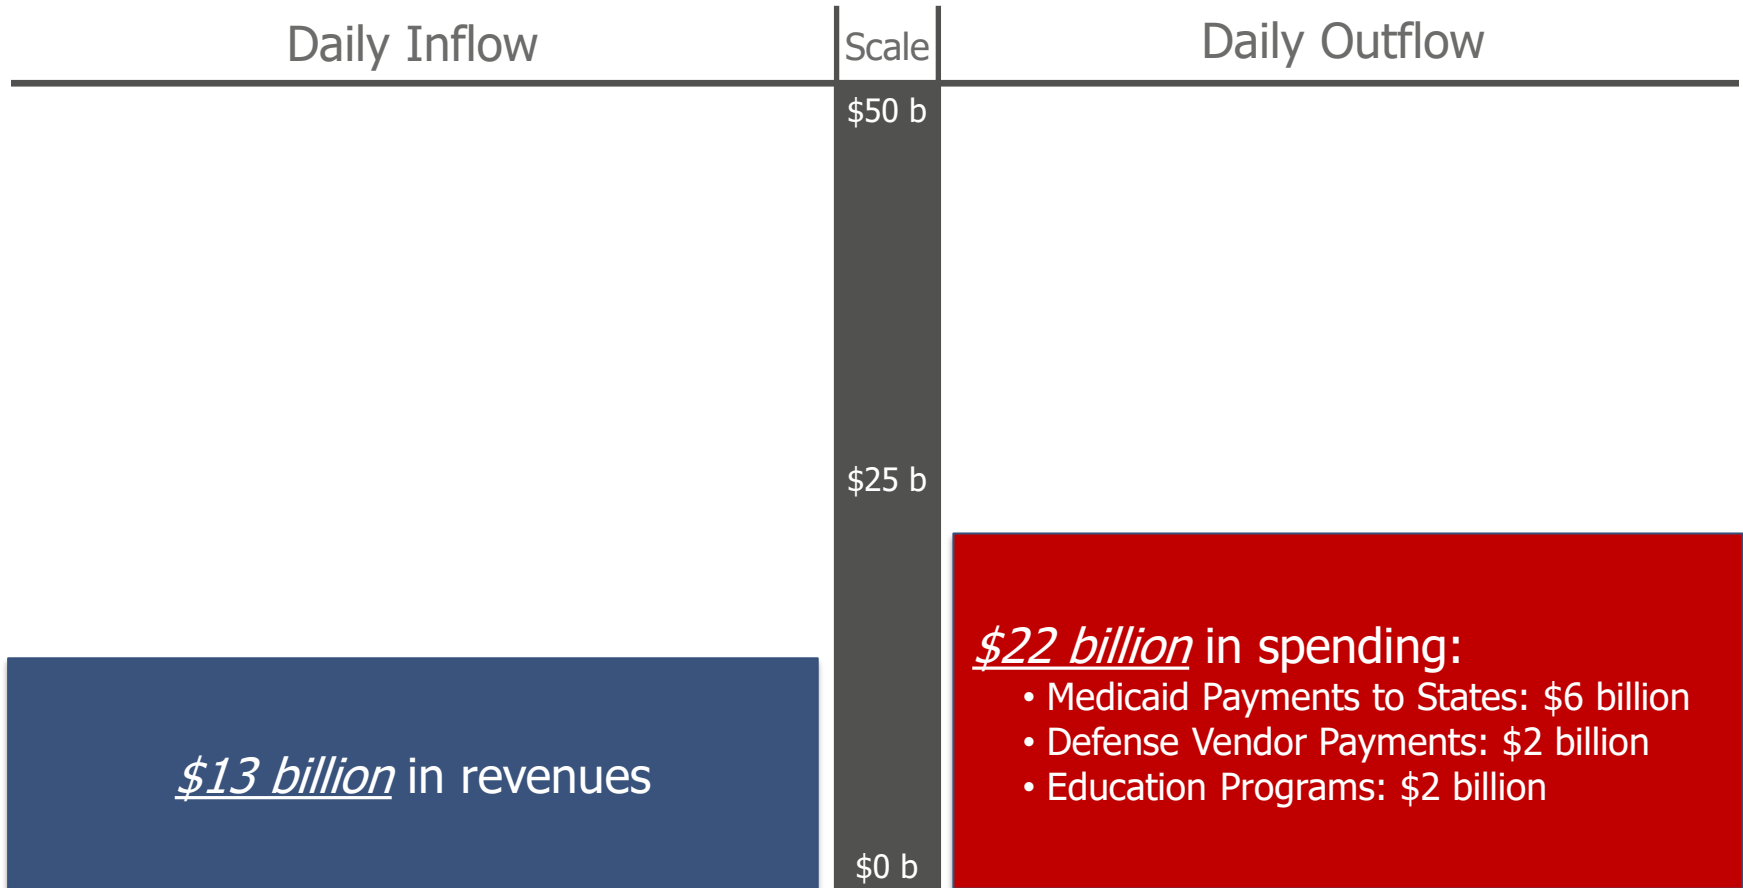 Daily Inflow
Scale
Daily Outflow
$50 b
$25 b
$22 billion in spending:
• Medicaid Payments to States: $6 billion
• Defense Vendor Payments: $2 billion
• Education Programs: $2 billion
$13 billion in revenues
$0 b